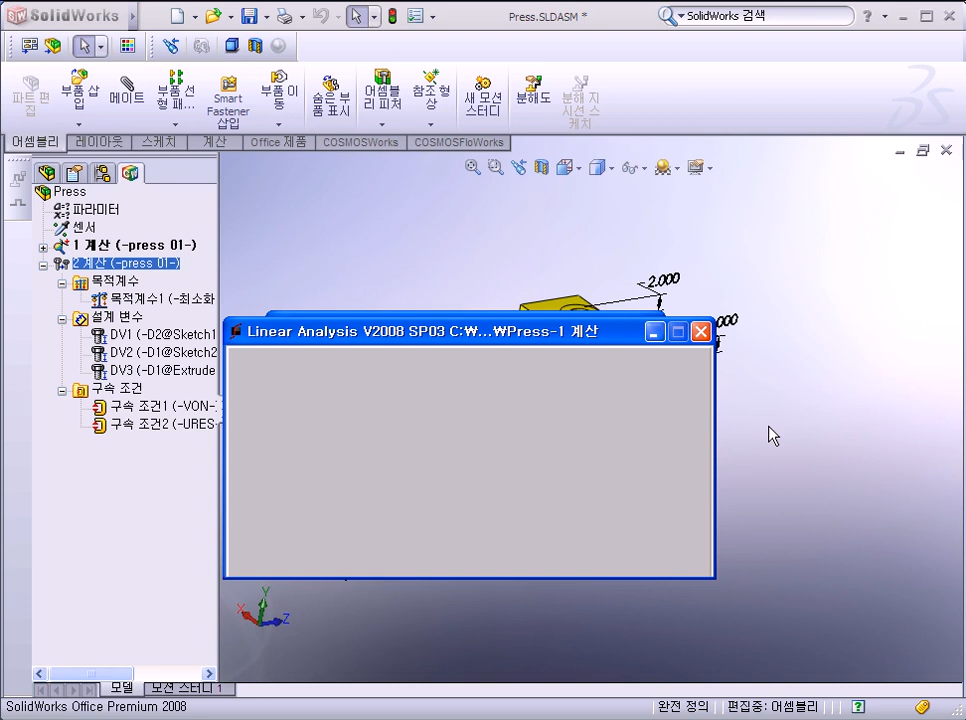 SolidWorks
Press.SLDASM *
SolidWorks 검색
파트 편집
부품 삽입
메이트
부품 선형 패...
Smart Fastener 삽입
부품 이동
숨은 부품 표시
어셈블리 피처
참조 형상
새 모션 스터디
분해도
분해 지시선 스케치
어셈블리
레이아웃
스케치
계산
Office 제품
COSMOSWorks
COSMOSFloWorks
Press
파라미터
센서
1 계산 (-press 01-)
2 계산 (-press 01-)
목적계수
목적계수1 (-최소화
설계 변수
DV1 (-D2@Sketch1
DV2 (-D1@Sketch2
DV3 (-D1@Extrude
구속 조건
구속 조건1 (-VON-
구속 조건2 (-URES-
2.000
000
Linear Analysis V2008 SP03 C:₩...₩Press-1 계산
Y
X
Z
모델
모션 스터디 1
SolidWorks Office Premium 2008
완전 정의
편집중: 어셈블리